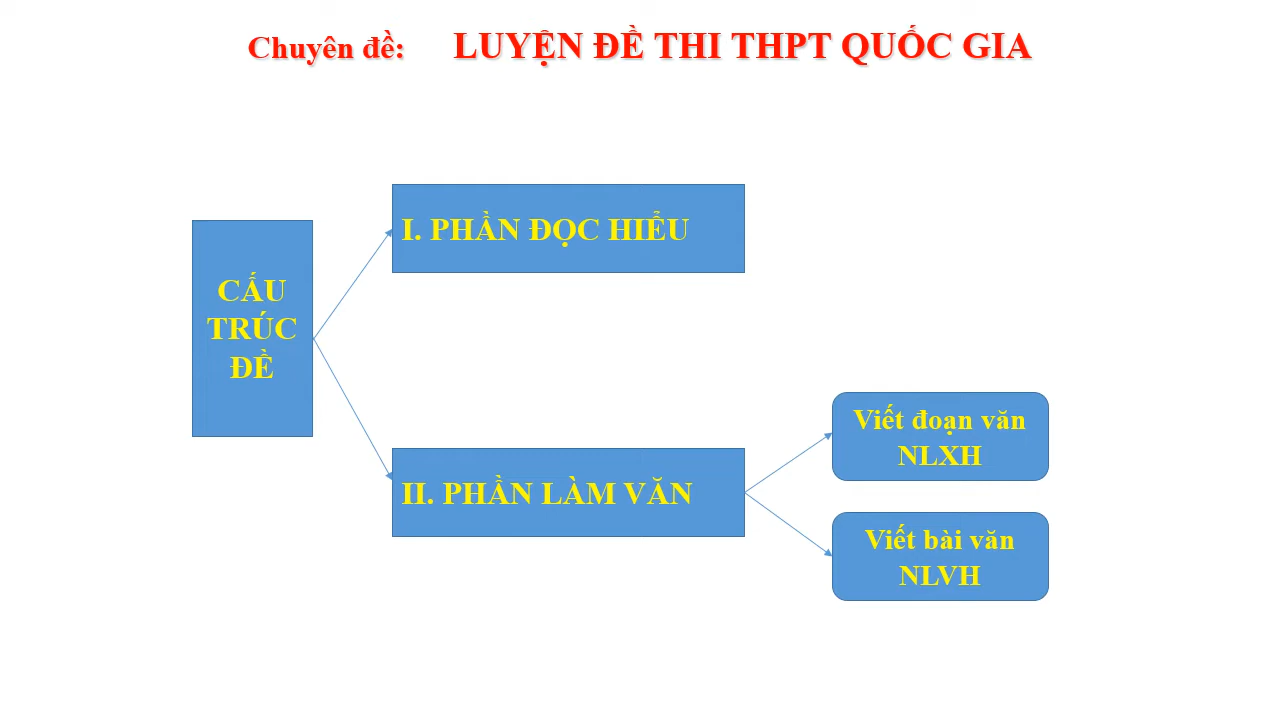 Chuyên đề: LUYỆN ĐỀ THI THPT QUỐC GIA
I. PHẦN ĐỌC HIỂU
CẤU
TRÚC
ĐỀ
II. PHẦN LÀM VĂN
Viết đoạn văn
NLXH
Viết bài văn
NLVH